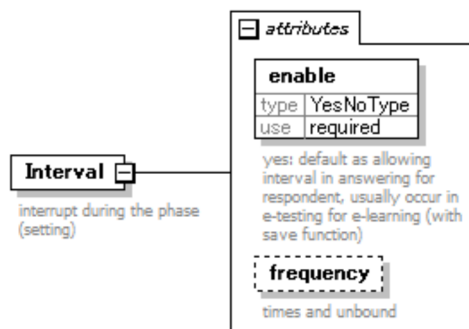 attributes
enable
type YesNoType
use required
Interval
interrupt during the phase
(setting)
yes: default as allowing
interval in answering for
respondent, usually occur in
e-testing for e-learning (with
save function)
frequency
times and unbound